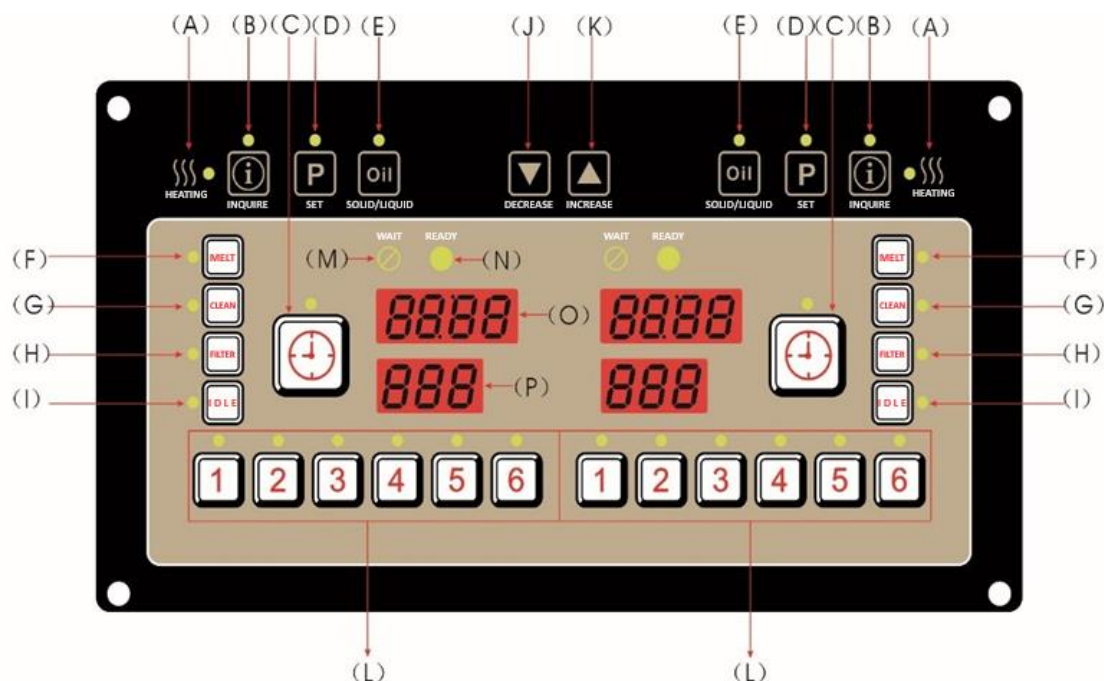 (A) (B) (C) (D) (E) (J) (K) (E) (D) (C) (B) (A)
i P Oil ▼ ▲ Oil P i
HEATING INQUIRE SET SOLID/LIQUID DECREASE INCREASE SOLID/LIQUID SET INQUIRE HEATING
WAIT READY WAIT READY
(F) MELT (M) (N) MELT (F)
(G) CLEAN 88:88 (O) 88:88 CLEAN (G)
(H) FILTER FILTER (H)
(I) IDLE 888 (P) 888 IDLE (I)
1 2 3 4 5 6 1 2 3 4 5 6
(L) (L)